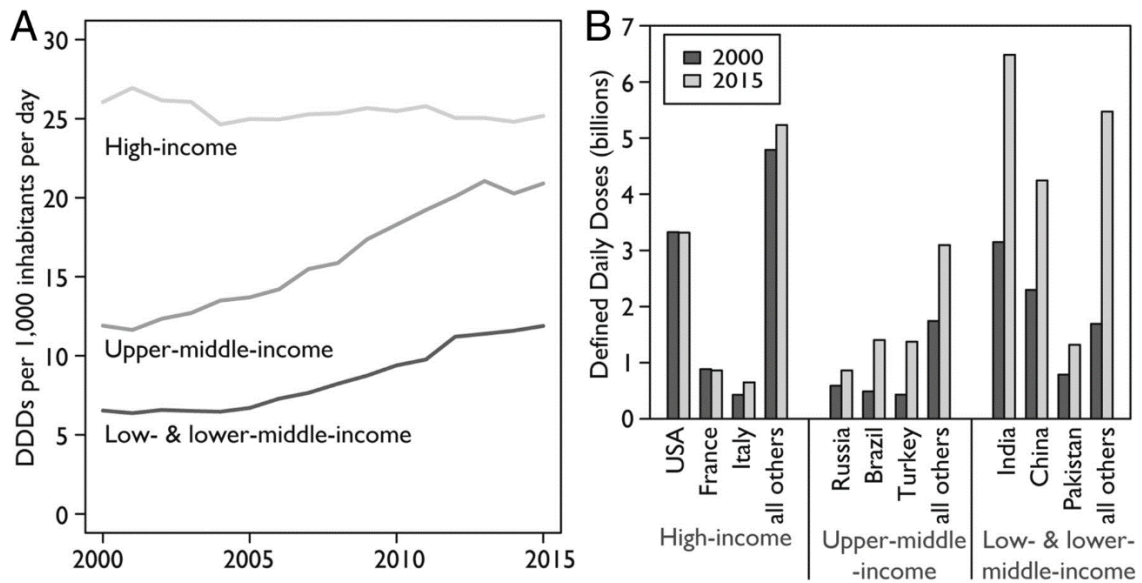 A
DDDs per 1,000 inhabitants per day
30
25
20
15
10
5
0
High-income
Upper-middle-income
Low- & lower-middle-income
2000
2005
2010
2015
B
Defined Daily Doses (billions)
7
6
5
4
3
2
1
0
2000
2015
USA
France
Italy
all others
Russia
Brazil
Turkey
all others
India
China
Pakistan
all others
High-income
Upper-middle
-income
Low- & lower-
middle-income